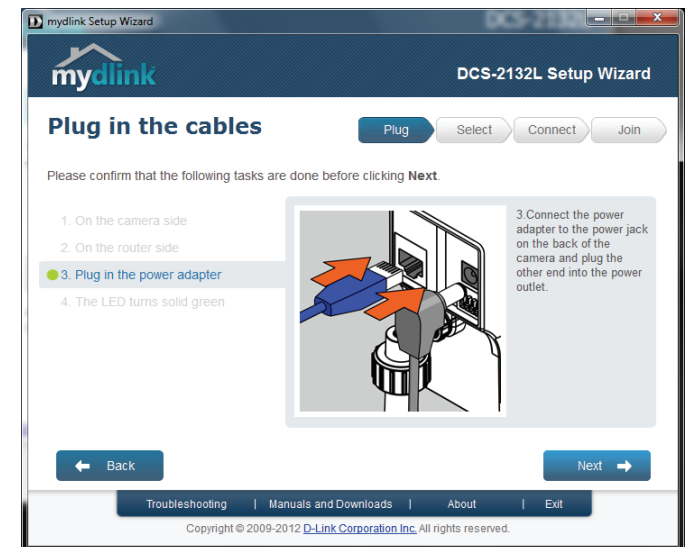 mydlink Setup Wizard
mydlink
DCS-2132L Setup Wizard
Plug in the cables
Plug
Select
Connect
Join
Please confirm that the following tasks are done before clicking Next.
1. On the camera side
2. On the router side
3. Plug in the power adapter
4. The LED turns solid green
3.Connect the power
adapter to the power jack
on the back of the
camera and plug the
other end into the power
outlet.
Back
Next
Troubleshooting | Manuals and Downloads | About | Exit
Copyright © 2009-2012 D-Link Corporation Inc. All rights reserved.